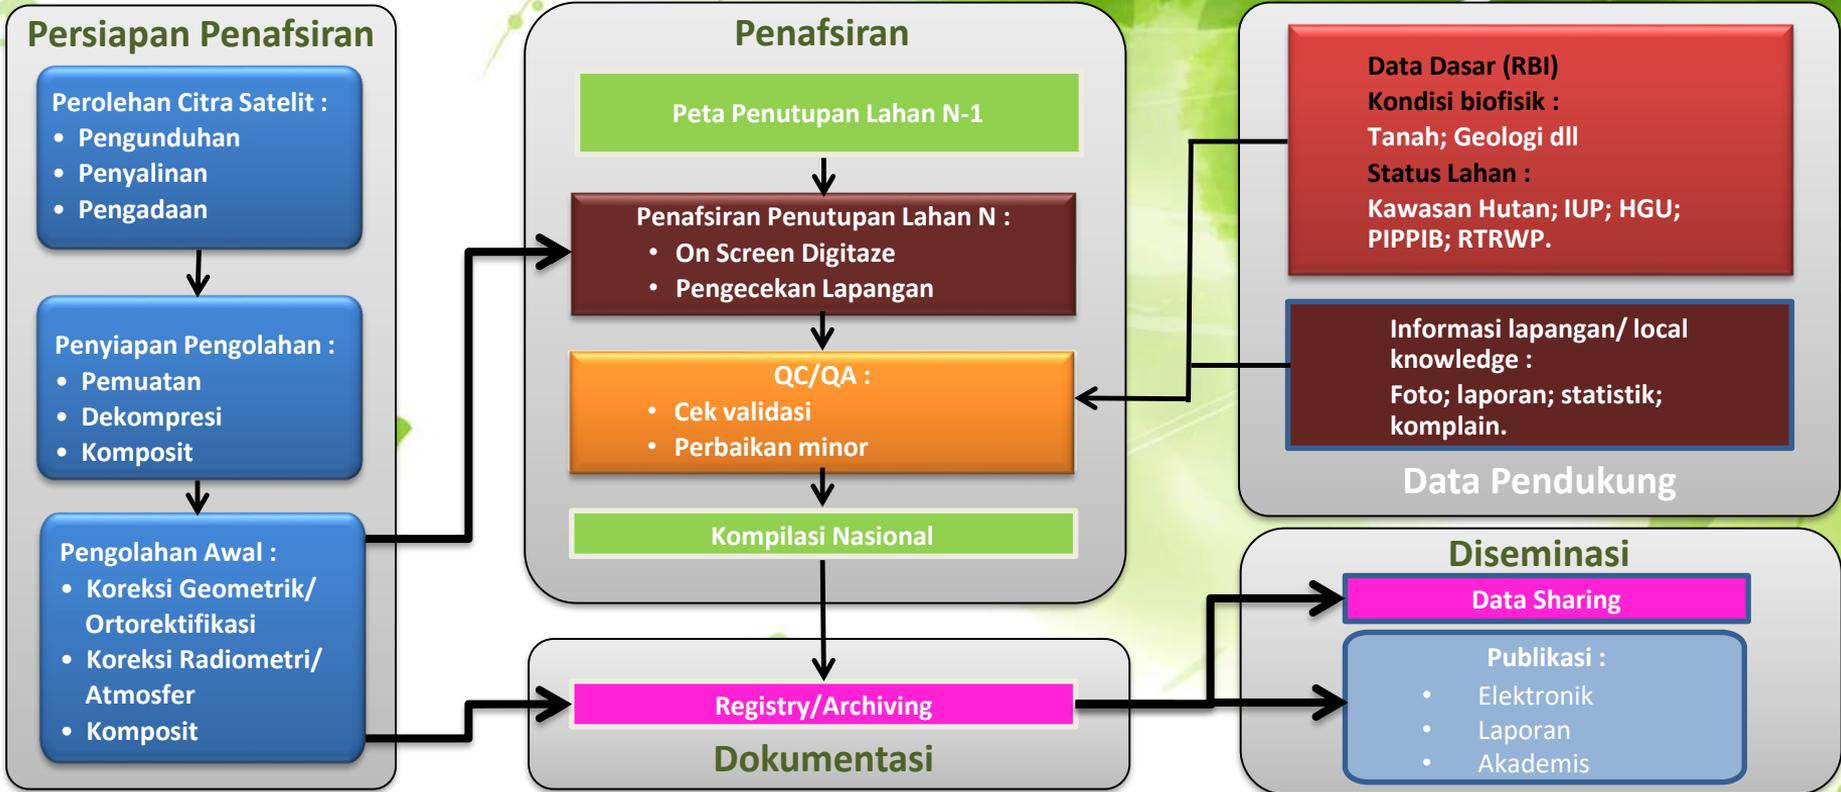 Persiapan Penafsiran
Perolehan Citra Satelit :
• Pengunduhan
• Penyalinan
• Pengadaan
Penyiapan Pengolahan :
• Pemuatan
• Dekompresi
• Komposit
Pengolahan Awal :
• Koreksi Geometrik/
Ortorektifikasi
• Koreksi Radiometri/
Atmosfer
• Komposit
Penafsiran
Peta Penutupan Lahan N-1
Penafsiran Penutupan Lahan N :
• On Screen Digitaze
• Pengecekan Lapangan
QC/QA :
• Cek validasi
• Perbaikan minor
Kompilasi Nasional
Registry/Archiving
Dokumentasi
Data Dasar (RBI)
Kondisi biofisik :
Tanah; Geologi dll
Status Lahan :
Kawasan Hutan; IUP; HGU;
PIPPIB; RTRWP.
Informasi lapangan/ local
knowledge :
Foto; laporan; statistik;
komplain.
Data Pendukung
Diseminasi
Data Sharing
Publikasi :
• Elektronik
• Laporan
• Akademis